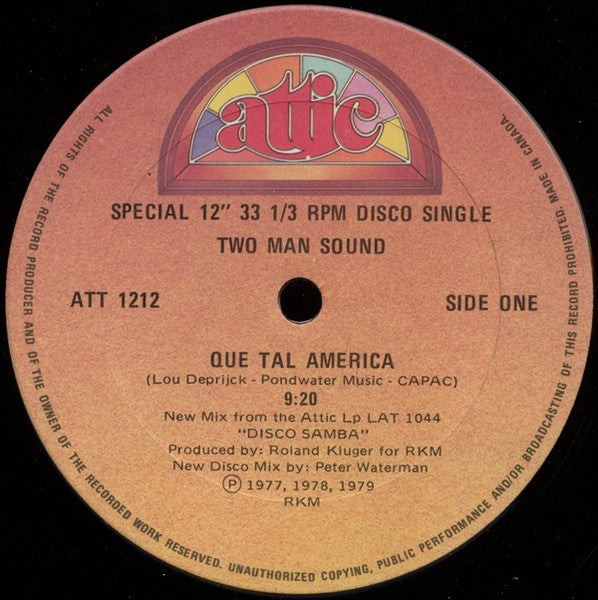 attic
SPECIAL 12" 33 1/3 RPM DISCO SINGLE
TWO MAN SOUND
ATT 1212
SIDE ONE
QUE TAL AMERICA
(Lou Deprijck - Pondwater Music - CAPAC)
9:20
New Mix from the Attic Lp LAT 1044
"DISCO SAMBA"
Produced by: Roland Kluger for RKM
New Disco Mix by: Peter Waterman
Ⓟ 1977, 1978, 1979
RKM
ALL RIGHTS OF THE RECORD PRODUCER AND OF THE OWNER OF THE RECORDED WORK RESERVED. UNAUTHORIZED COPYING, PUBLIC PERFORMANCE AND/OR BROADCASTING OF THIS RECORD PROHIBITED. MADE IN CANADA.